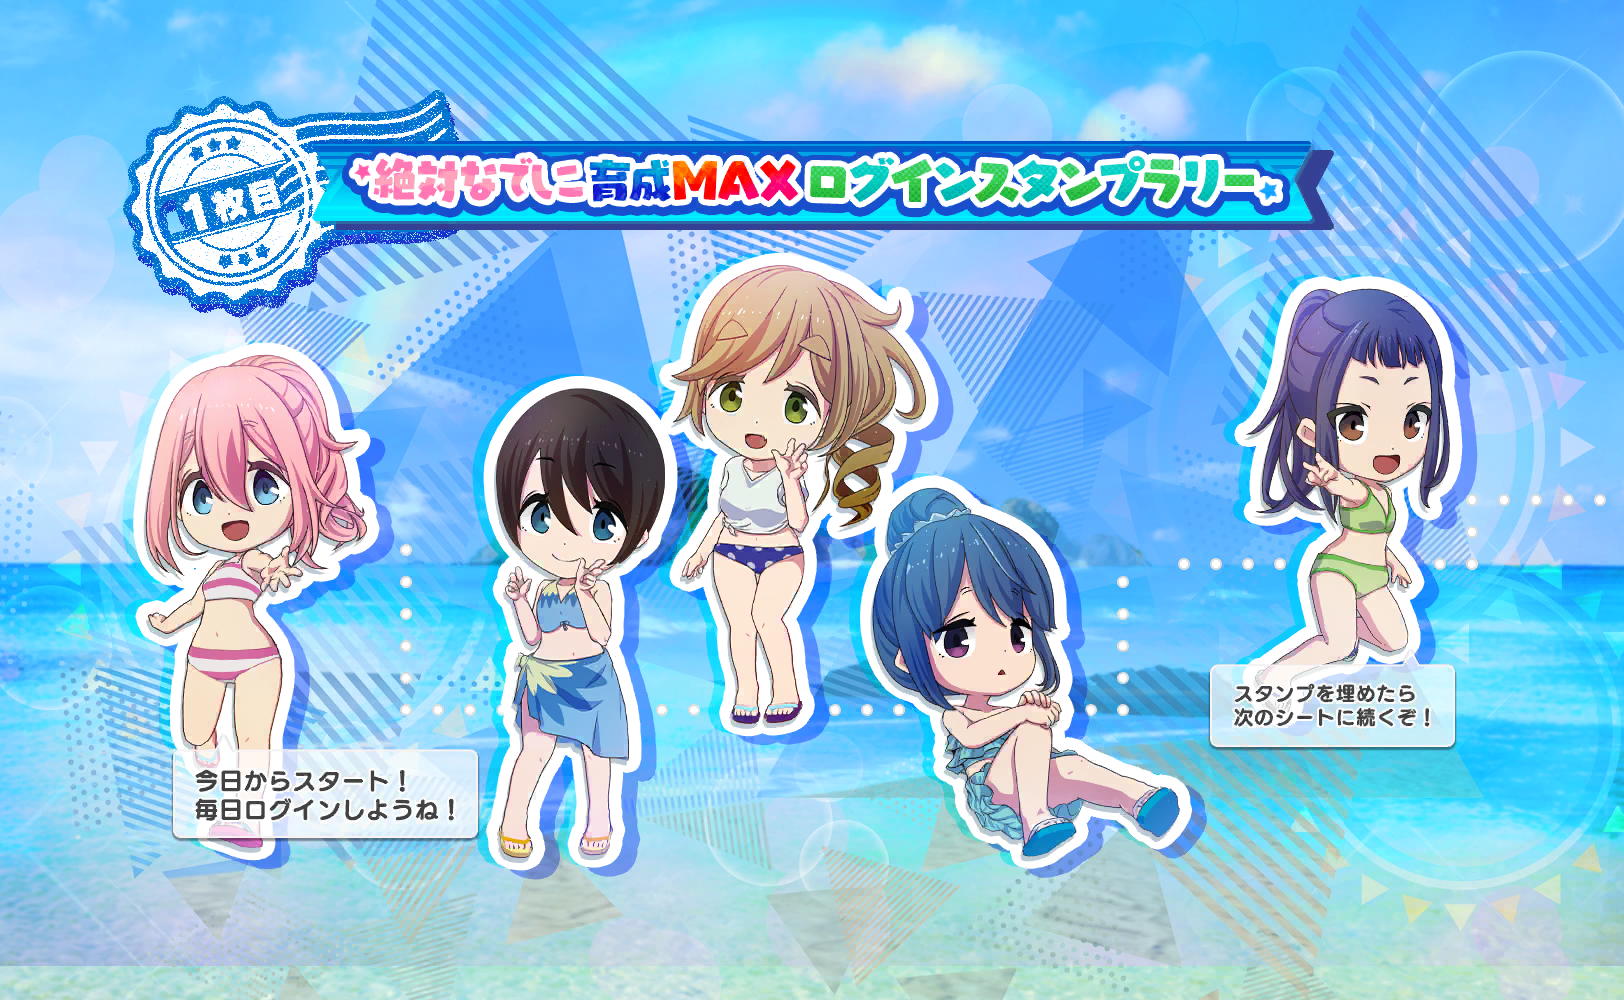 1枚目
絶対なでしこ育成MAXログインスタンプラリー
今日からスタート！
毎日ログインしようね！
スタンプを埋めたら
次のシートに続くぞ！